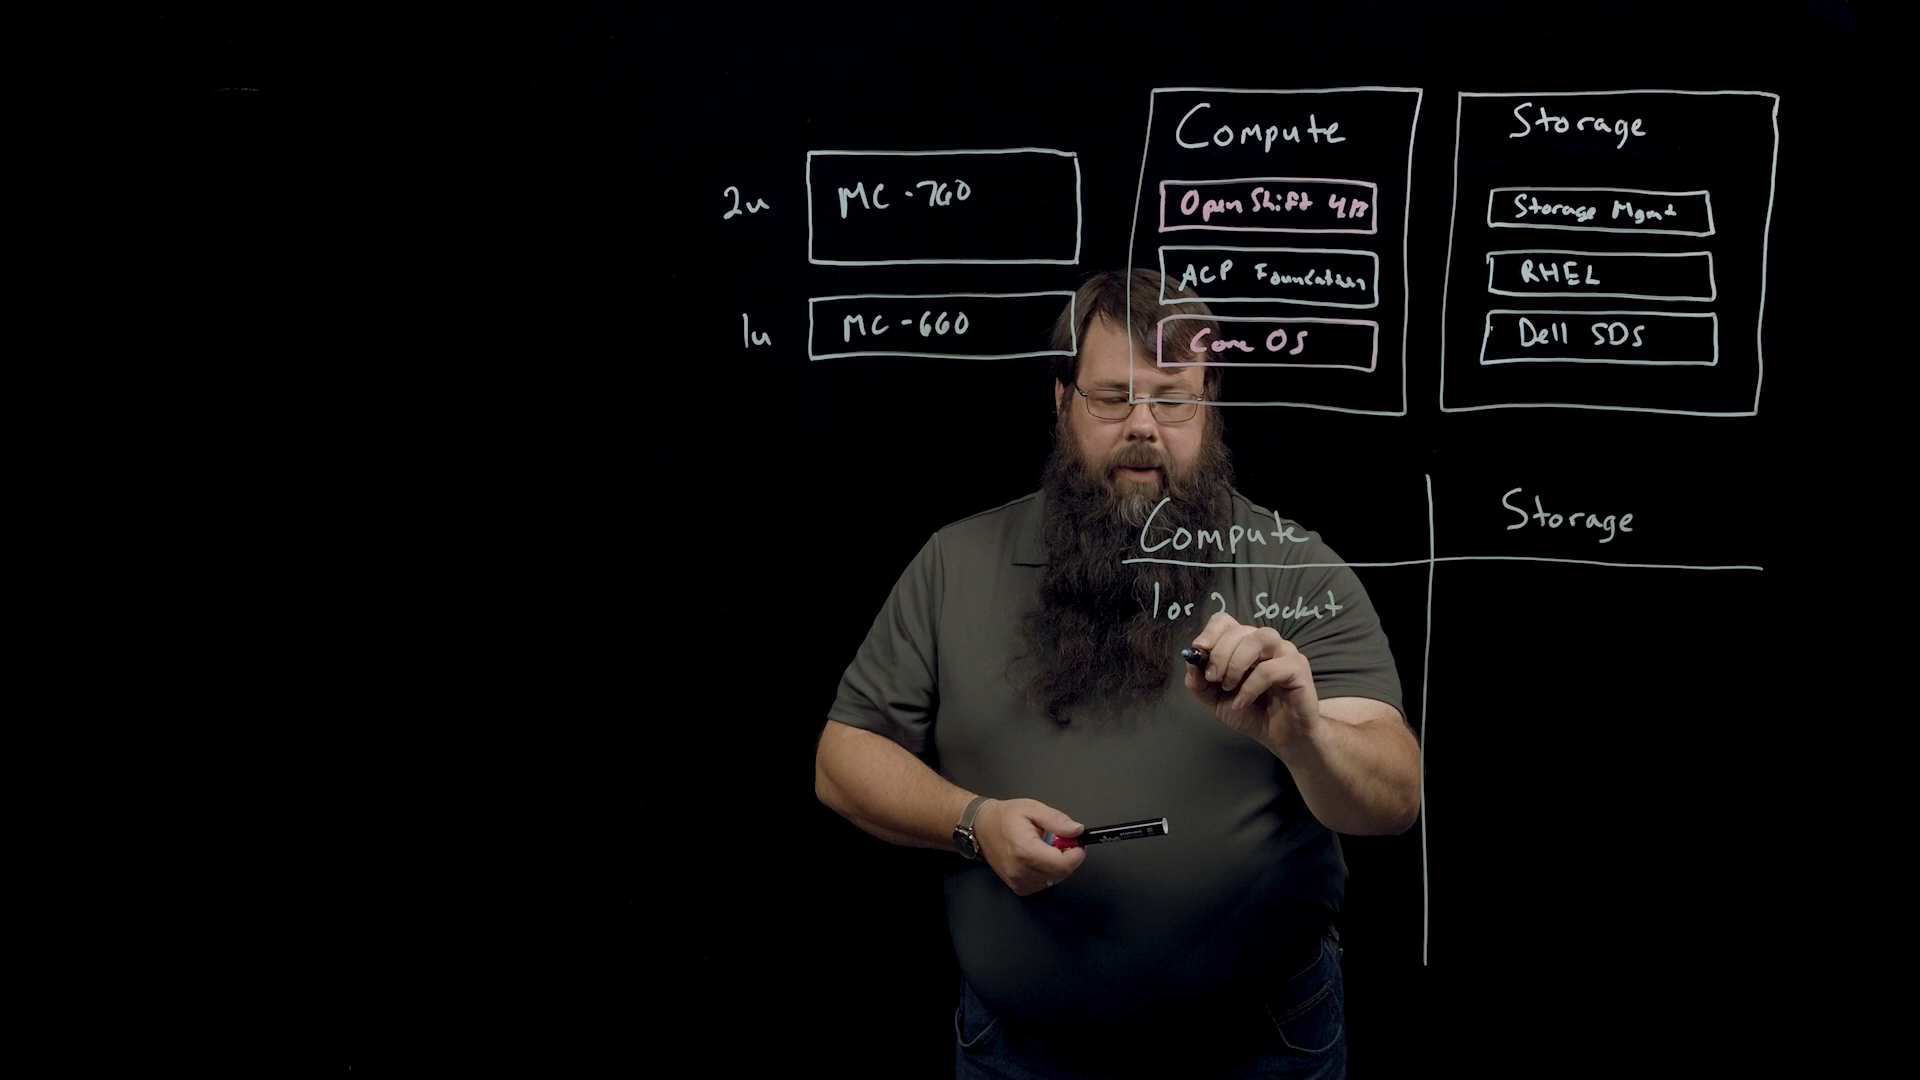 2u
MC-760
1u
MC-660
Compute
OpenShift 4.13
ACP Foundation
Core OS
Storage
Storage Mgmt
RHEL
Dell SDS
Compute
Storage
1 or 2 Socket